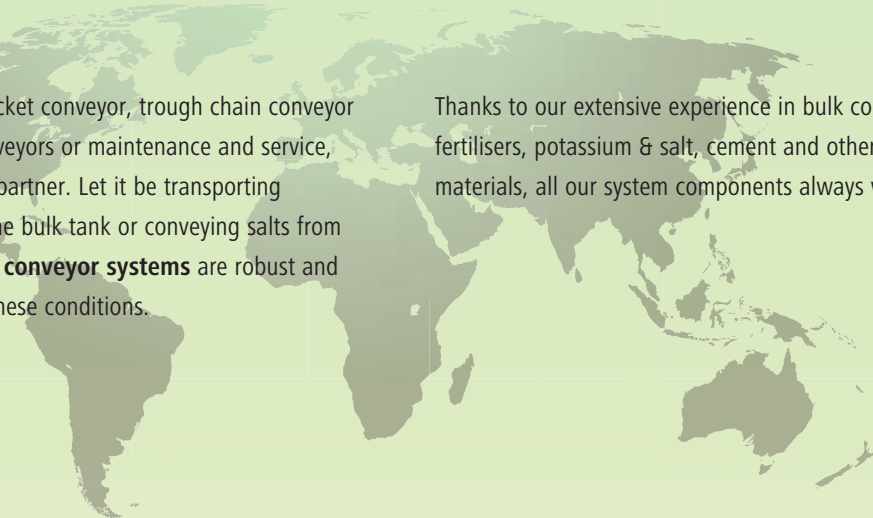 cket conveyor, trough chain conveyor
veyors or maintenance and service,
partner. Let it be transporting
e bulk tank or conveying salts from
conveyor systems are robust and
hese conditions.
Thanks to our extensive experience in bulk co
fertilisers, potassium & salt, cement and other
materials, all our system components always